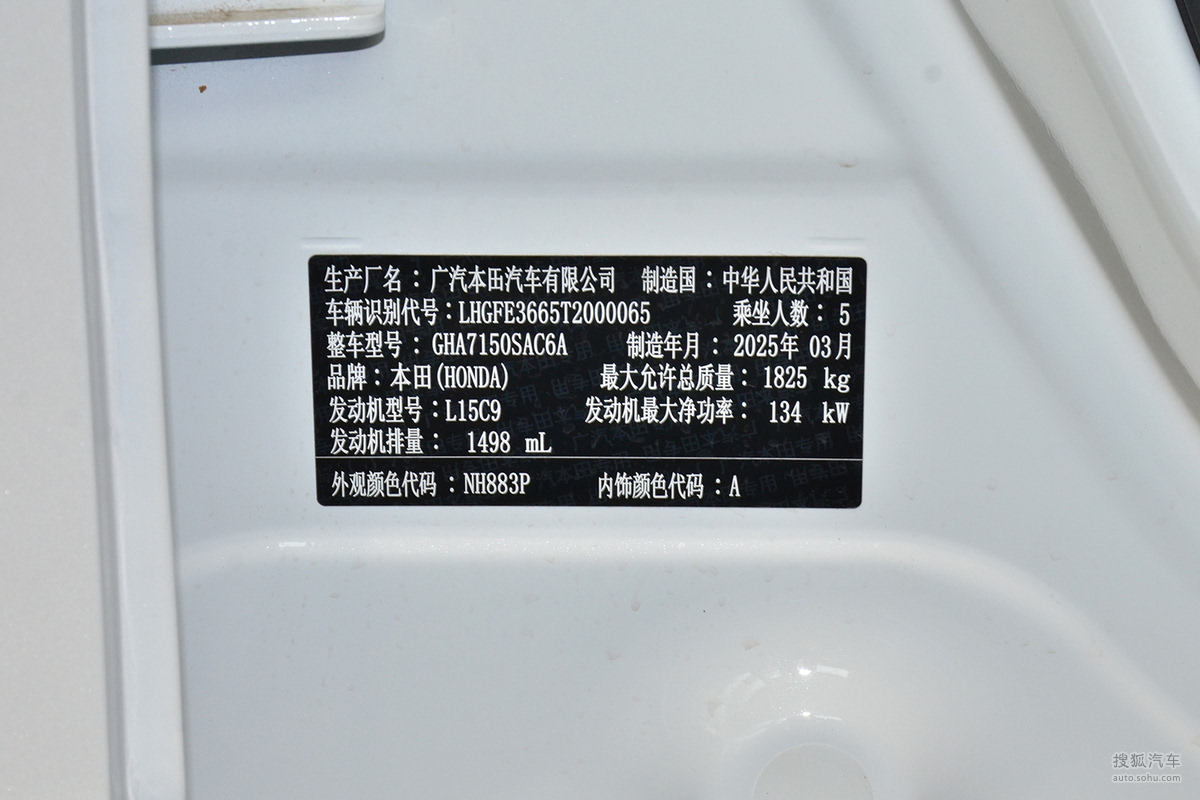 生产厂名：广汽本田汽车有限公司 制造国：中华人民共和国
车辆识别代号：LHGFE3665T2000065 乘坐人数：5
整车型号：GHA7150SAC6A 制造年月：2025年 03月
品牌：本田(HONDA) 最大允许总质量：1825 kg
发动机型号：L15C9 发动机最大净功率：134 kW
发动机排量：1498 mL
外观颜色代码：NH883P 内饰颜色代码：A
搜狐汽车
auto.sohu.com